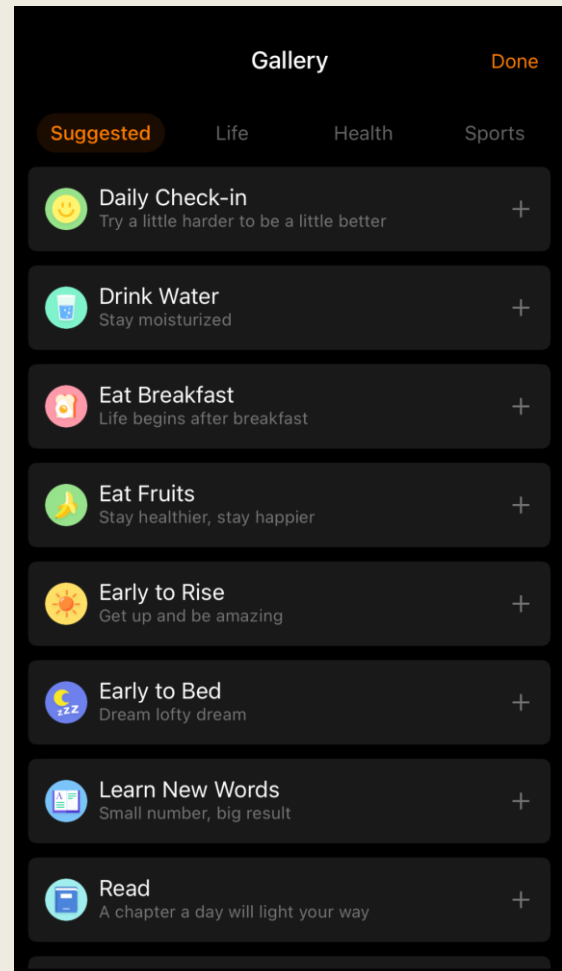 Gallery Done
Suggested Life Health Sports
Daily Check-in
Try a little harder to be a little better
Drink Water
Stay moisturized
Eat Breakfast
Life begins after breakfast
Eat Fruits
Stay healthier, stay happier
Early to Rise
Get up and be amazing
zzZ
Early to Bed
Dream lofty dream
A
Learn New Words
Small number, big result
Read
A chapter a day will light your way